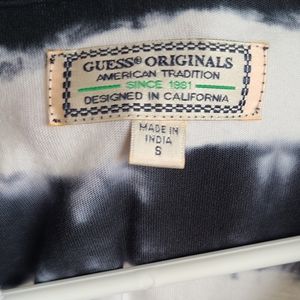 GUESS® ORIGINALS
AMERICAN TRADITION
SINCE 1981
DESIGNED IN CALIFORNIA
MADE IN
INDIA
S